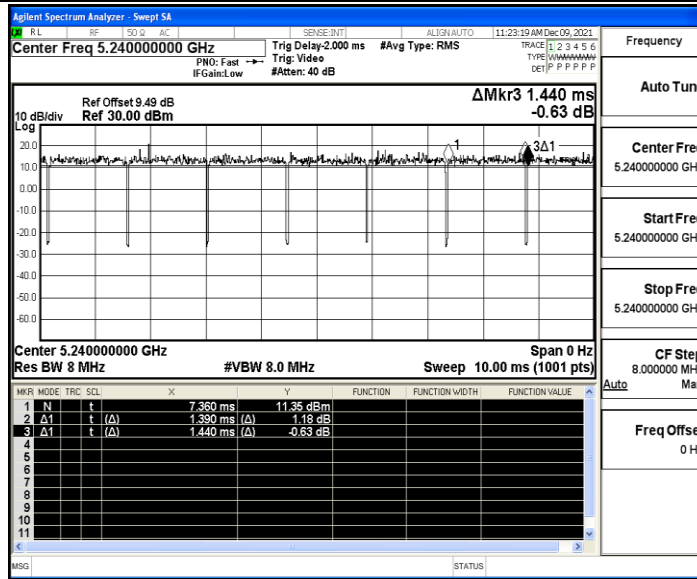 Agilent Spectrum Analyzer - Swept SA
RL RF 50 Ω AC SENSE:INT ALIGN AUTO 11:23:19 AM Dec 09, 2021
Center Freq 5.240000000 GHz Trig Delay-2.000 ms #Avg Type: RMS TRACE 1 2 3 4 5 6
PNO: Fast Trig: Video TYPE
IFGain:Low #Atten: 40 dB DET P P P P P P
Ref Offset 9.49 dB ΔMkr3 1.440 ms
10 dB/div Ref 30.00 dBm -0.63 dB
Log
20.0
10.0
0.00
-10.0
-20.0
-30.0
-40.0
-50.0
-60.0
1
3Δ1
Center 5.240000000 GHz Span 0 Hz
Res BW 8 MHz #VBW 8.0 MHz Sweep 10.00 ms (1001 pts)
MKR MODE TRC SCL X Y FUNCTION FUNCTION WIDTH FUNCTION VALUE
1 N t 7.360 ms 11.35 dBm
2 Δ1 t (Δ) 1.390 ms (Δ) 1.18 dB
3 Δ1 t (Δ) 1.440 ms (Δ) -0.63 dB
4
5
6
7
8
9
10
11
MSG STATUS
Frequency
Auto Tun
Center Fre
5.240000000 GH
Start Fre
5.240000000 GH
Stop Fre
5.240000000 GH
CF Ste
8.000000 MH
Auto Ma
Freq Offse
0 H